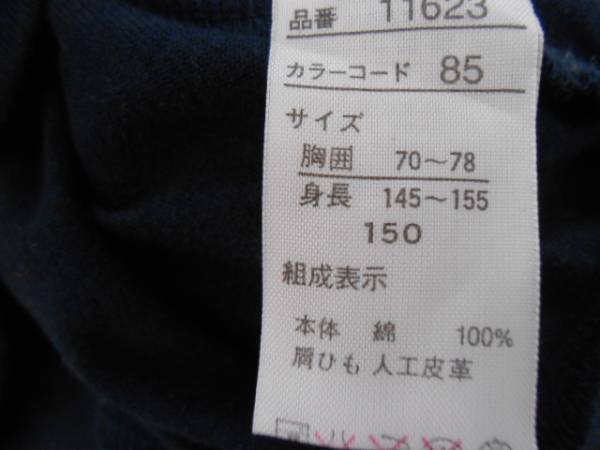 品番 11623
カラーコード 85
サイズ
胸囲 70〜78
身長 145〜155
150
組成表示
本体 綿 100%
肩ひも 人工皮革